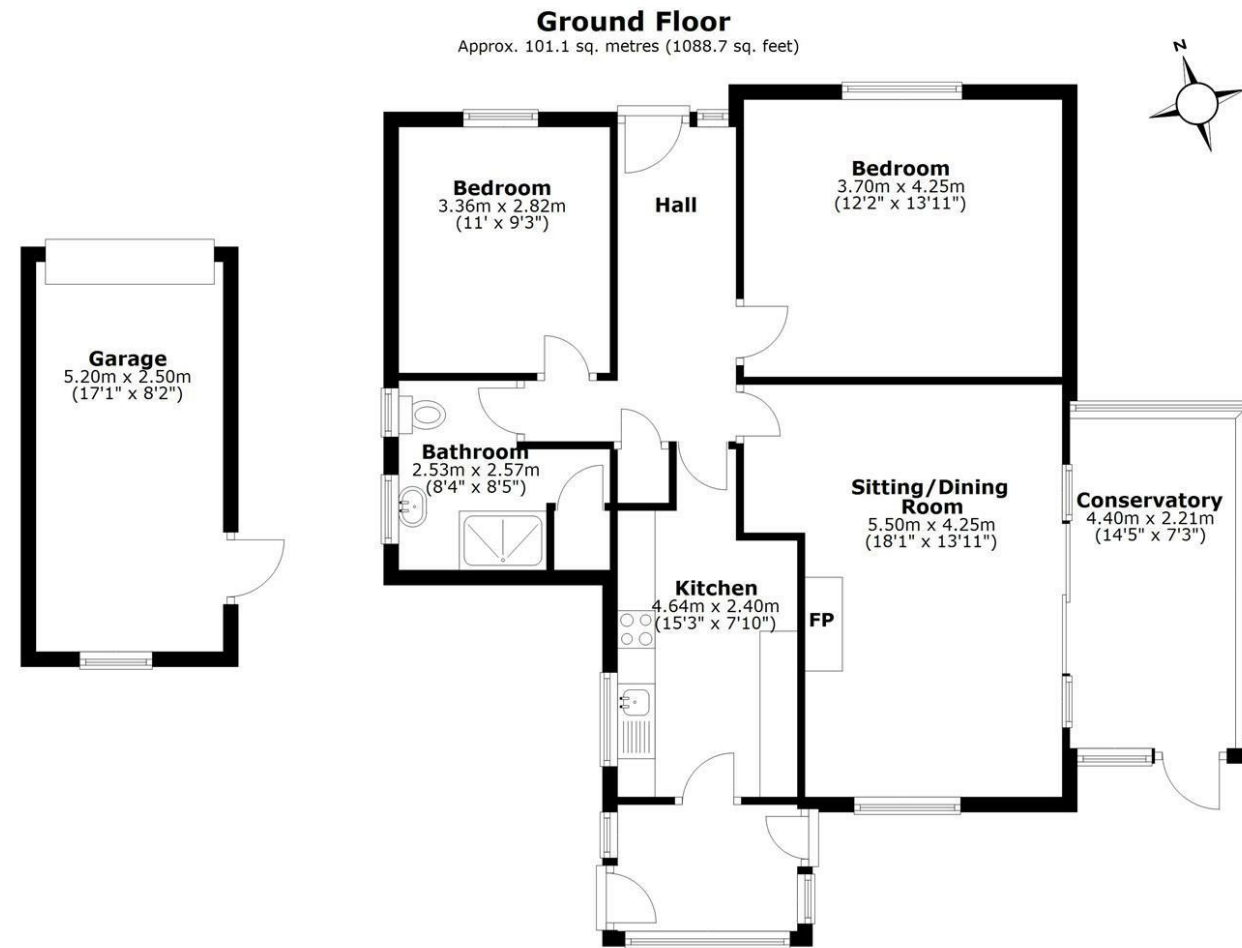 Ground Floor
Approx. 101.1 sq. metres (1088.7 sq. feet)
N
Bedroom
3.36m x 2.82m
(11' x 9'3")
Hall
Bedroom
3.70m x 4.25m
(12'2" x 13'11")
Garage
5.20m x 2.50m
(17'1" x 8'2")
Bathroom
2.53m x 2.57m
(8'4" x 8'5")
Sitting/Dining
Room
5.50m x 4.25m
(18'1" x 13'11")
Conservatory
4.40m x 2.21m
(14'5" x 7'3")
Kitchen
4.64m x 2.40m
(15'3" x 7'10")
FP